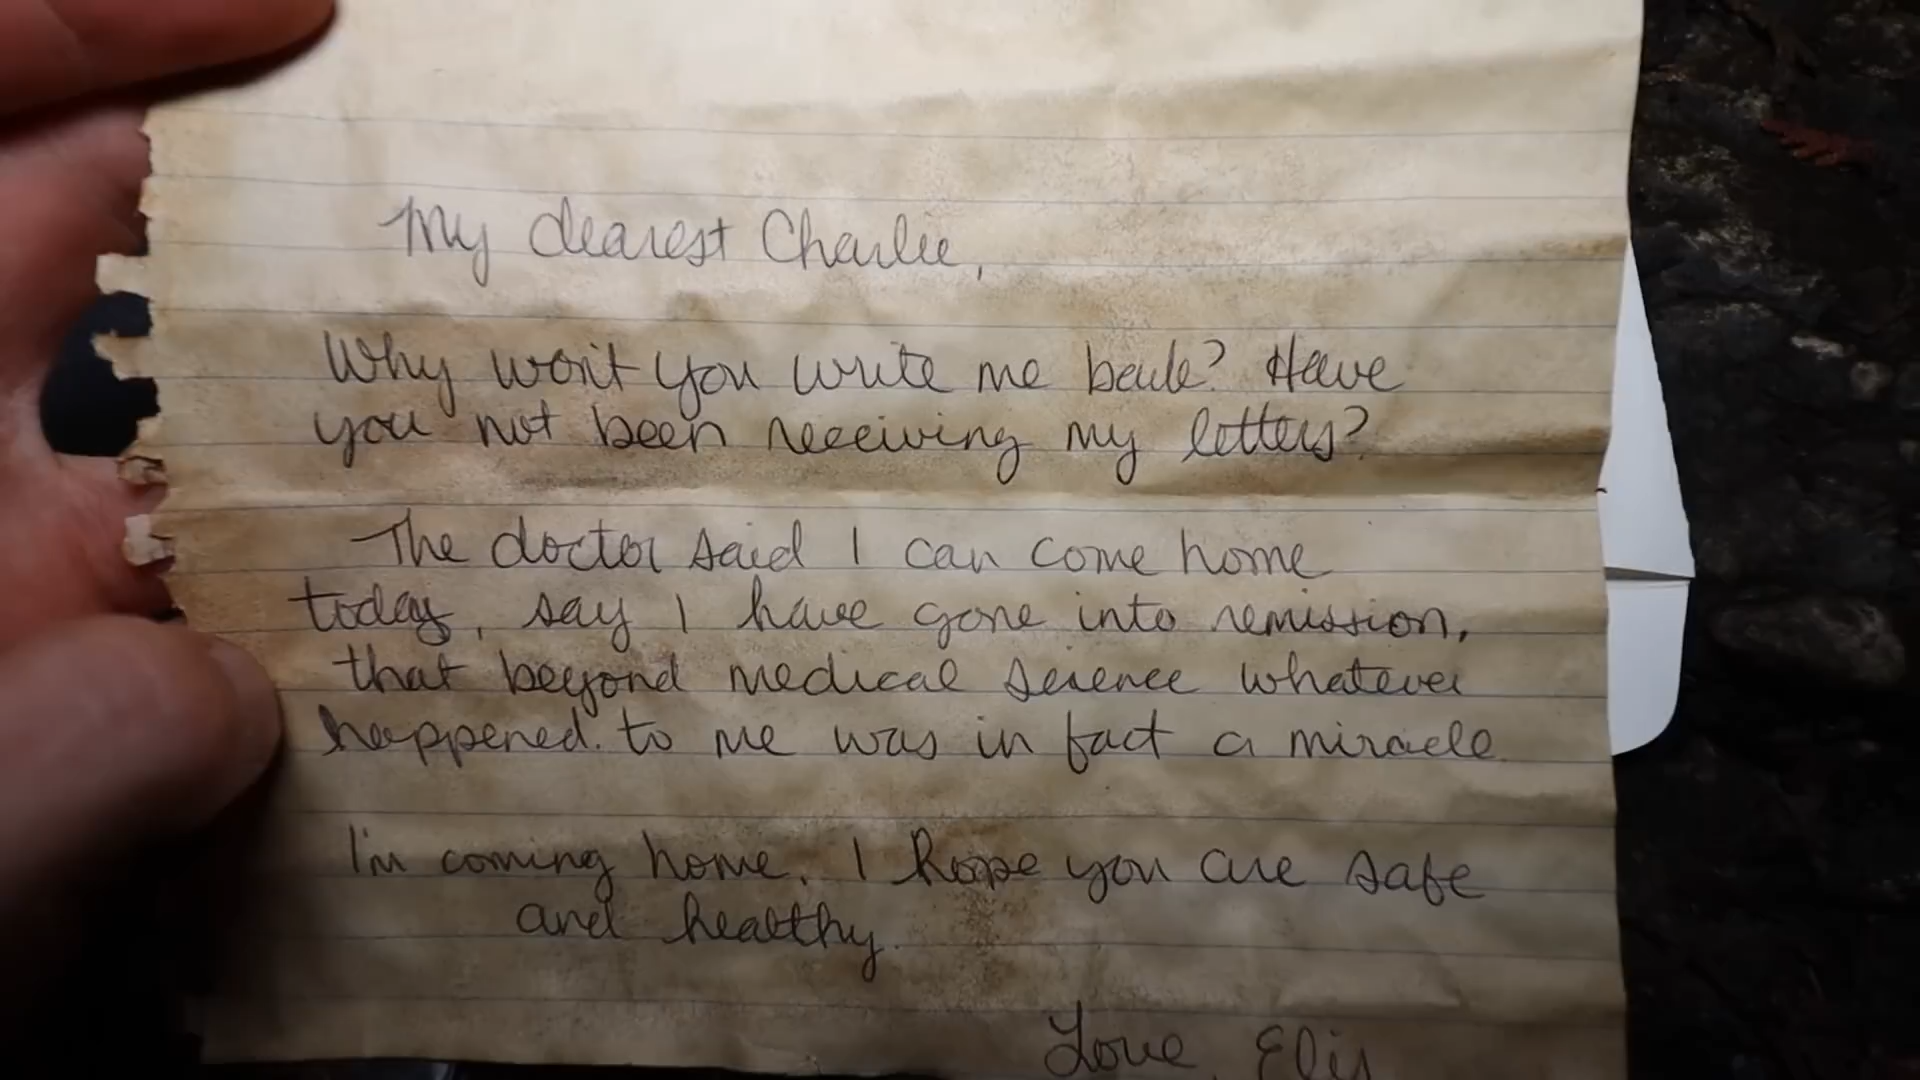 My dearest Charlie,
Why won't you write me back? Have
you not been receiving my letters?
The doctor said I can come home
today, say I have gone into remission,
that beyond medical science whatever
happened to me was in fact a miracle.
I'm coming home. I hope you are safe
and healthy.
Love, Elis